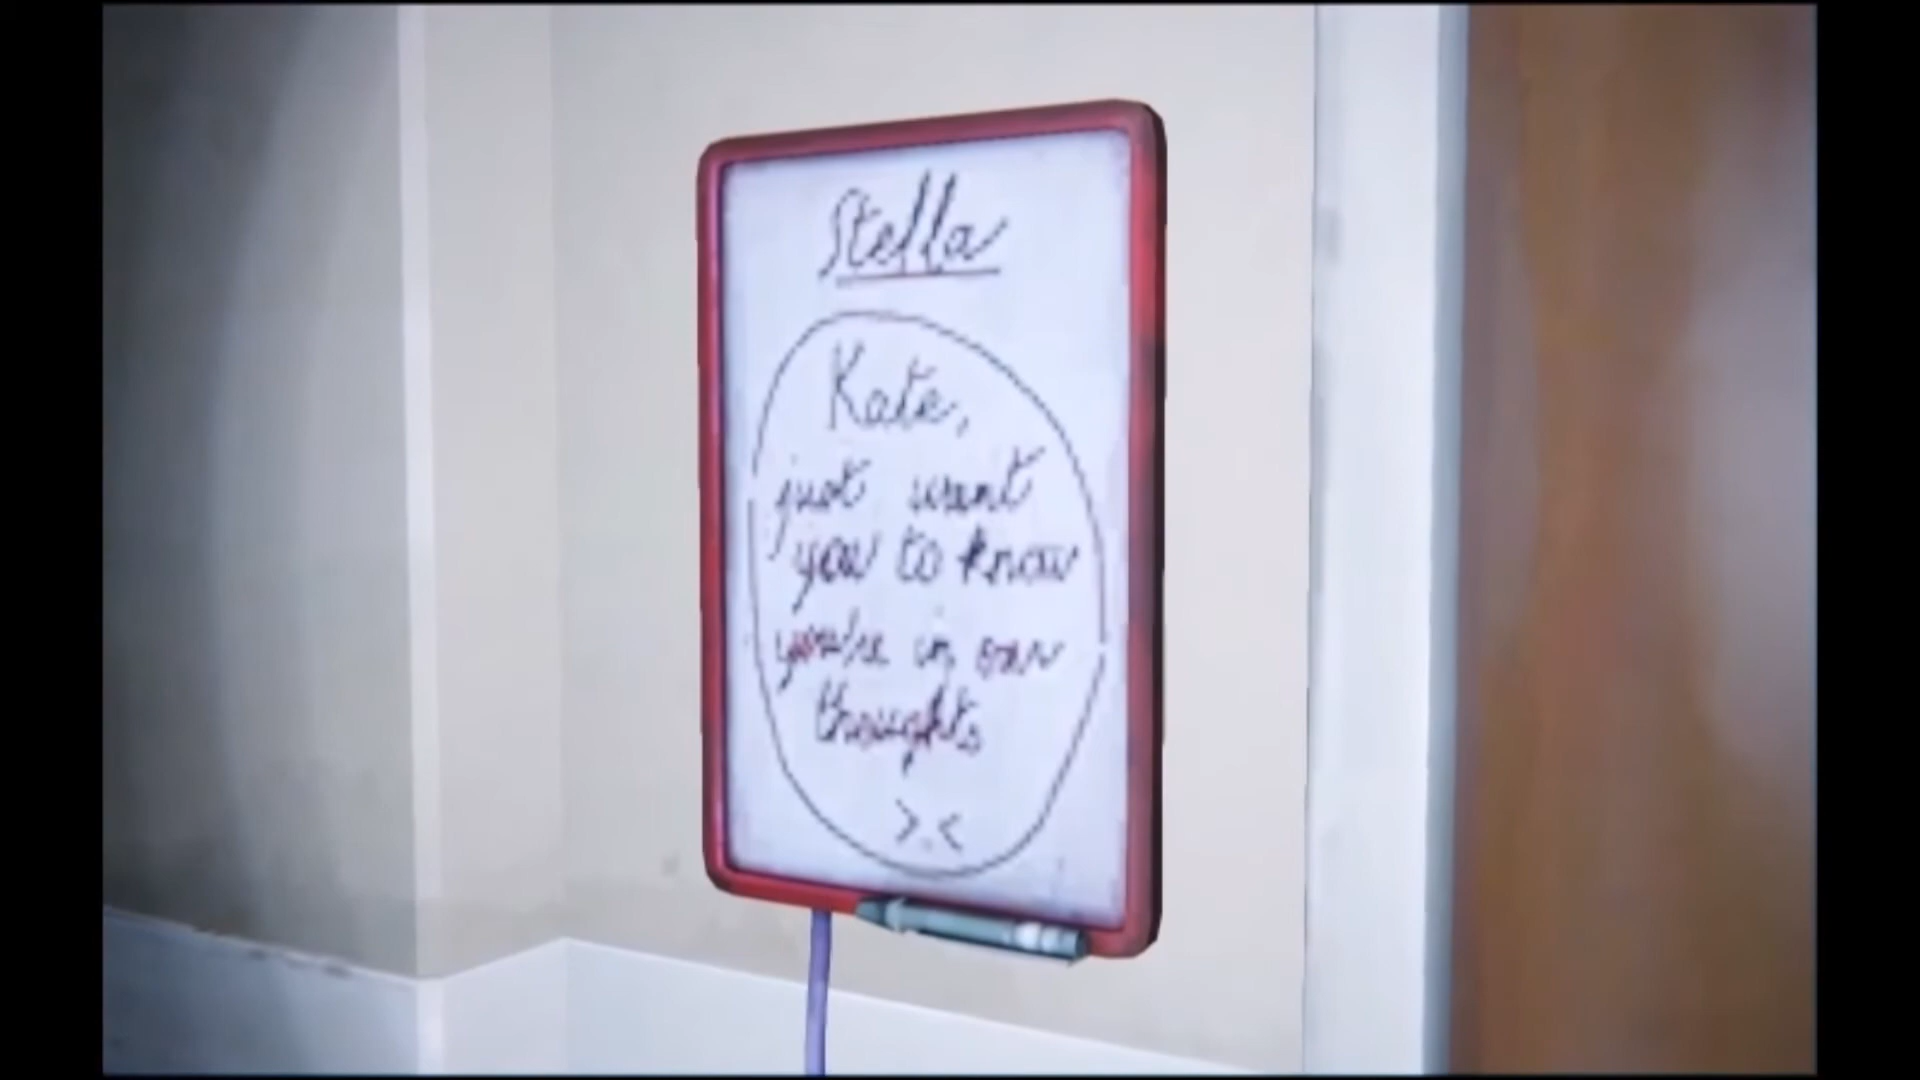 Stella
Kate,
just want
you to know
you're in our
thoughts
>.<